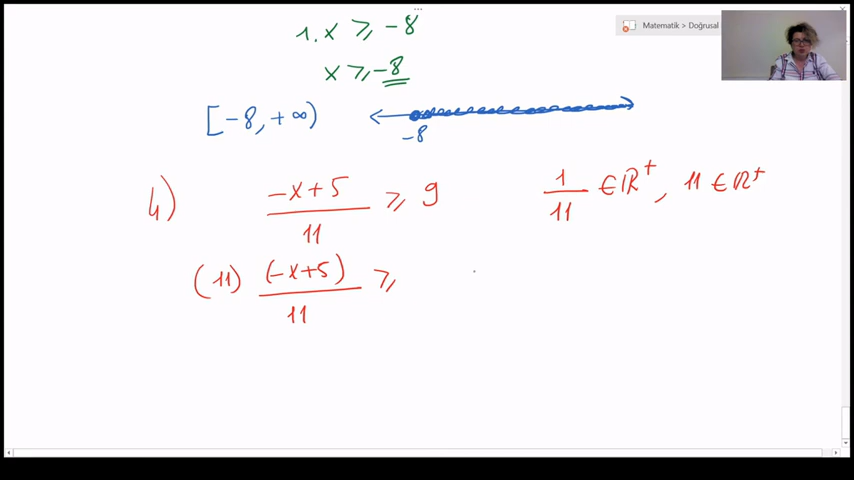 1.x ≥ -8
Matematik > Doğrusal
x ≥ -8
[-8, +∞)
-8
4) (-x+5)/11 ≥ 9 1/11 ∈ ℝ⁺, 11 ∈ ℝ⁺
(11) (-x+5)/11 ≥